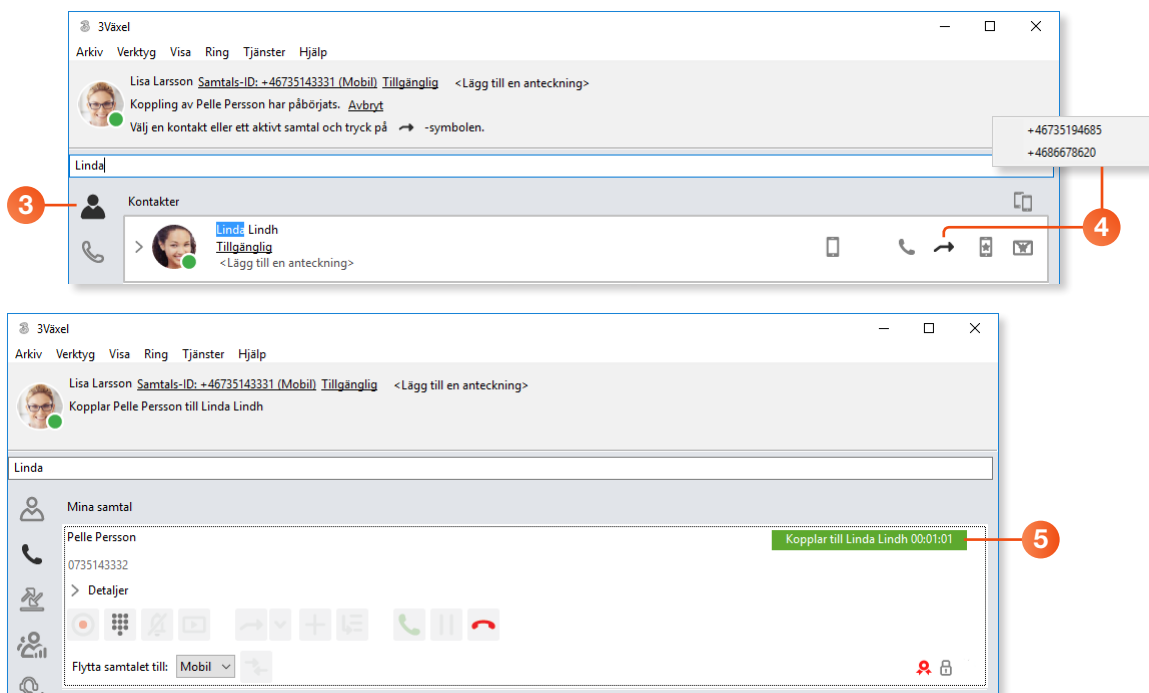 3Växel
Arkiv Verktyg Visa Ring Tjänster Hjälp
Lisa Larsson Samtals-ID: +46735143331 (Mobil) Tillgänglig <Lägg till en anteckning>
Koppling av Pelle Persson har påbörjats. Avbryt
Välj en kontakt eller ett aktivt samtal och tryck på -symbolen.
+46735194685
+4686678620
Linda
3
Kontakter
4
Linda Lindh
Tillgänglig
<Lägg till en anteckning>
3Växel
Arkiv Verktyg Visa Ring Tjänster Hjälp
Lisa Larsson Samtals-ID: +46735143331 (Mobil) Tillgänglig <Lägg till en anteckning>
Kopplar Pelle Persson till Linda Lindh
Linda
Mina samtal
Pelle Persson
Kopplar till Linda Lindh 00:01:01
5
0735143332
Detaljer
Flytta samtalet till: Mobil